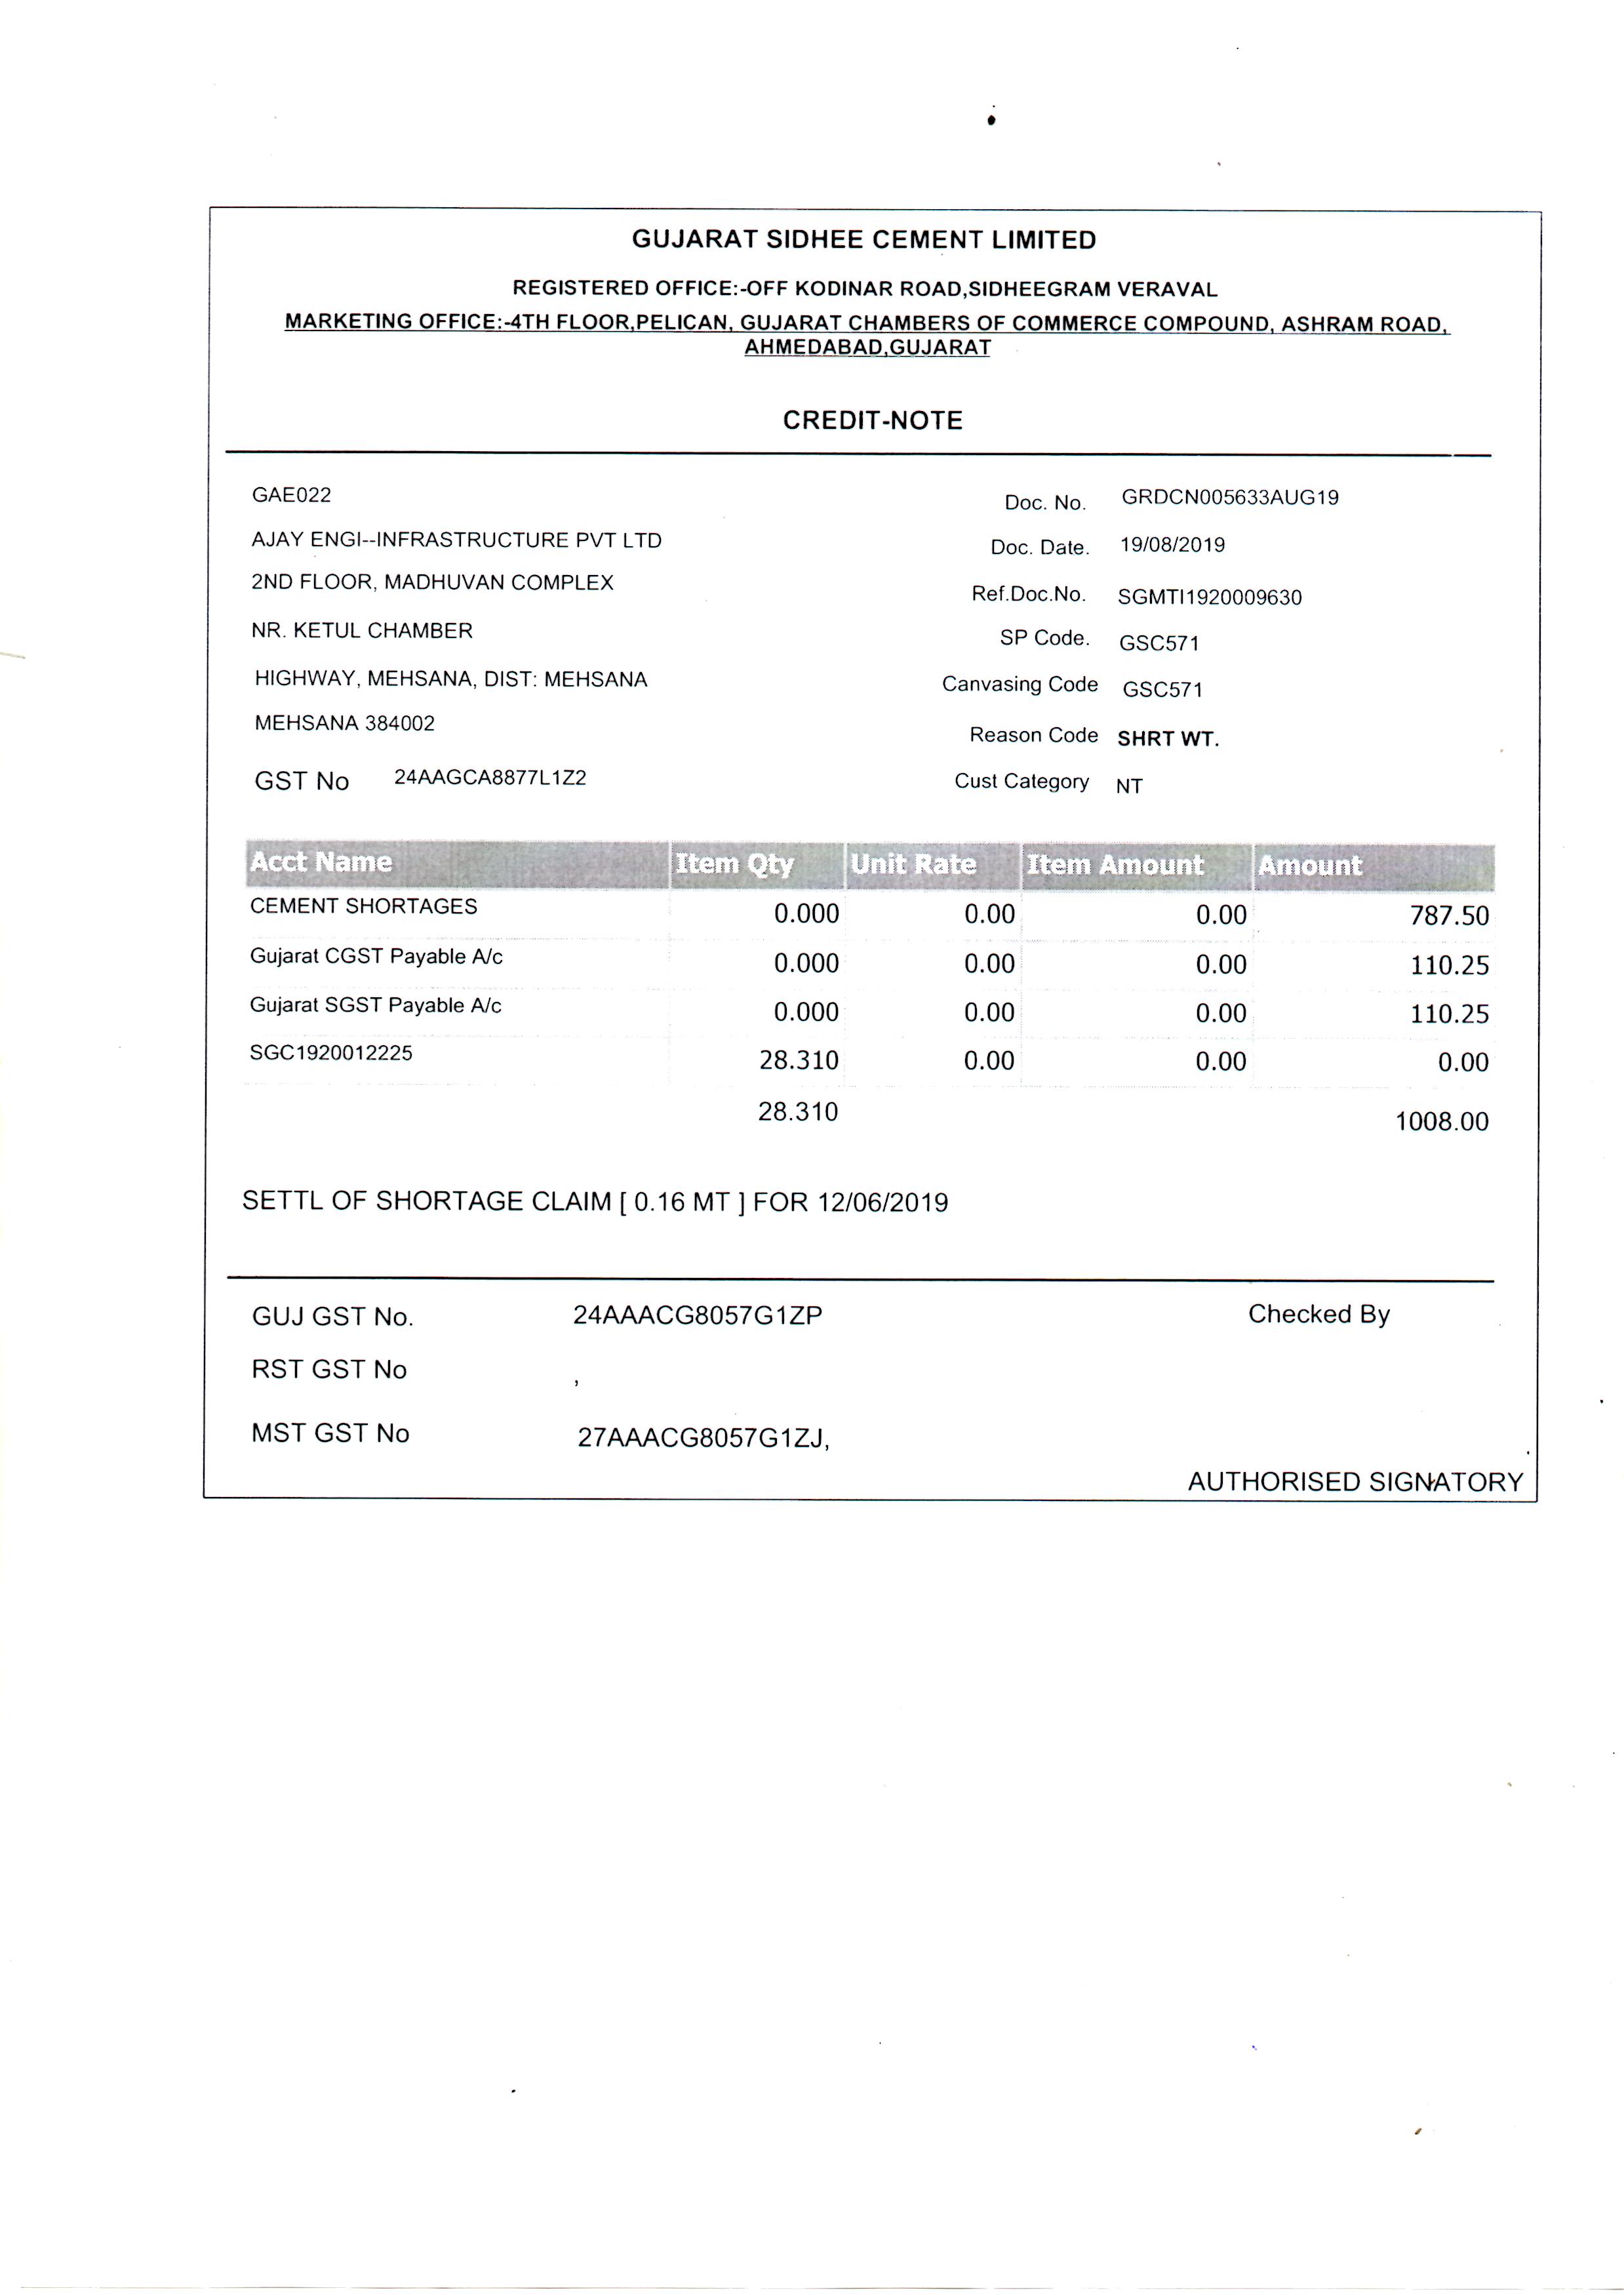 GUJARAT SIDHEE CEMENT LIMITED
REGISTERED OFFICE:-OFF KODINAR ROAD,SIDHEEGRAM VERAVAL
MARKETING OFFICE:-4TH FLOOR,PELICAN, GUJARAT CHAMBERS OF COMMERCE COMPOUND, ASHRAM ROAD,
AHMEDABAD,GUJARAT
CREDIT-NOTE
GAE022
AJAY ENGI--INFRASTRUCTURE PVT LTD
2ND FLOOR, MADHUVAN COMPLEX
NR. KETUL CHAMBER
HIGHWAY, MEHSANA, DIST: MEHSANA
MEHSANA 384002
GST No 24AAGCA8877L1Z2
Doc. No. GRDCN005633AUG19
Doc. Date. 19/08/2019
Ref.Doc.No. SGMTI1920009630
SP Code. GSC571
Canvasing Code GSC571
Reason Code SHRT WT.
Cust Category NT
Acct Name Item Qty Unit Rate Item Amount Amount
CEMENT SHORTAGES 0.000 0.00 0.00 787.50
Gujarat CGST Payable A/c 0.000 0.00 0.00 110.25
Gujarat SGST Payable A/c 0.000 0.00 0.00 110.25
SGC1920012225 28.310 0.00 0.00 0.00
28.310 1008.00
SETTL OF SHORTAGE CLAIM [ 0.16 MT ] FOR 12/06/2019
GUJ GST No. 24AAACG8057G1ZP Checked By
RST GST No ,
MST GST No 27AAACG8057G1ZJ,
AUTHORISED SIGNATORY